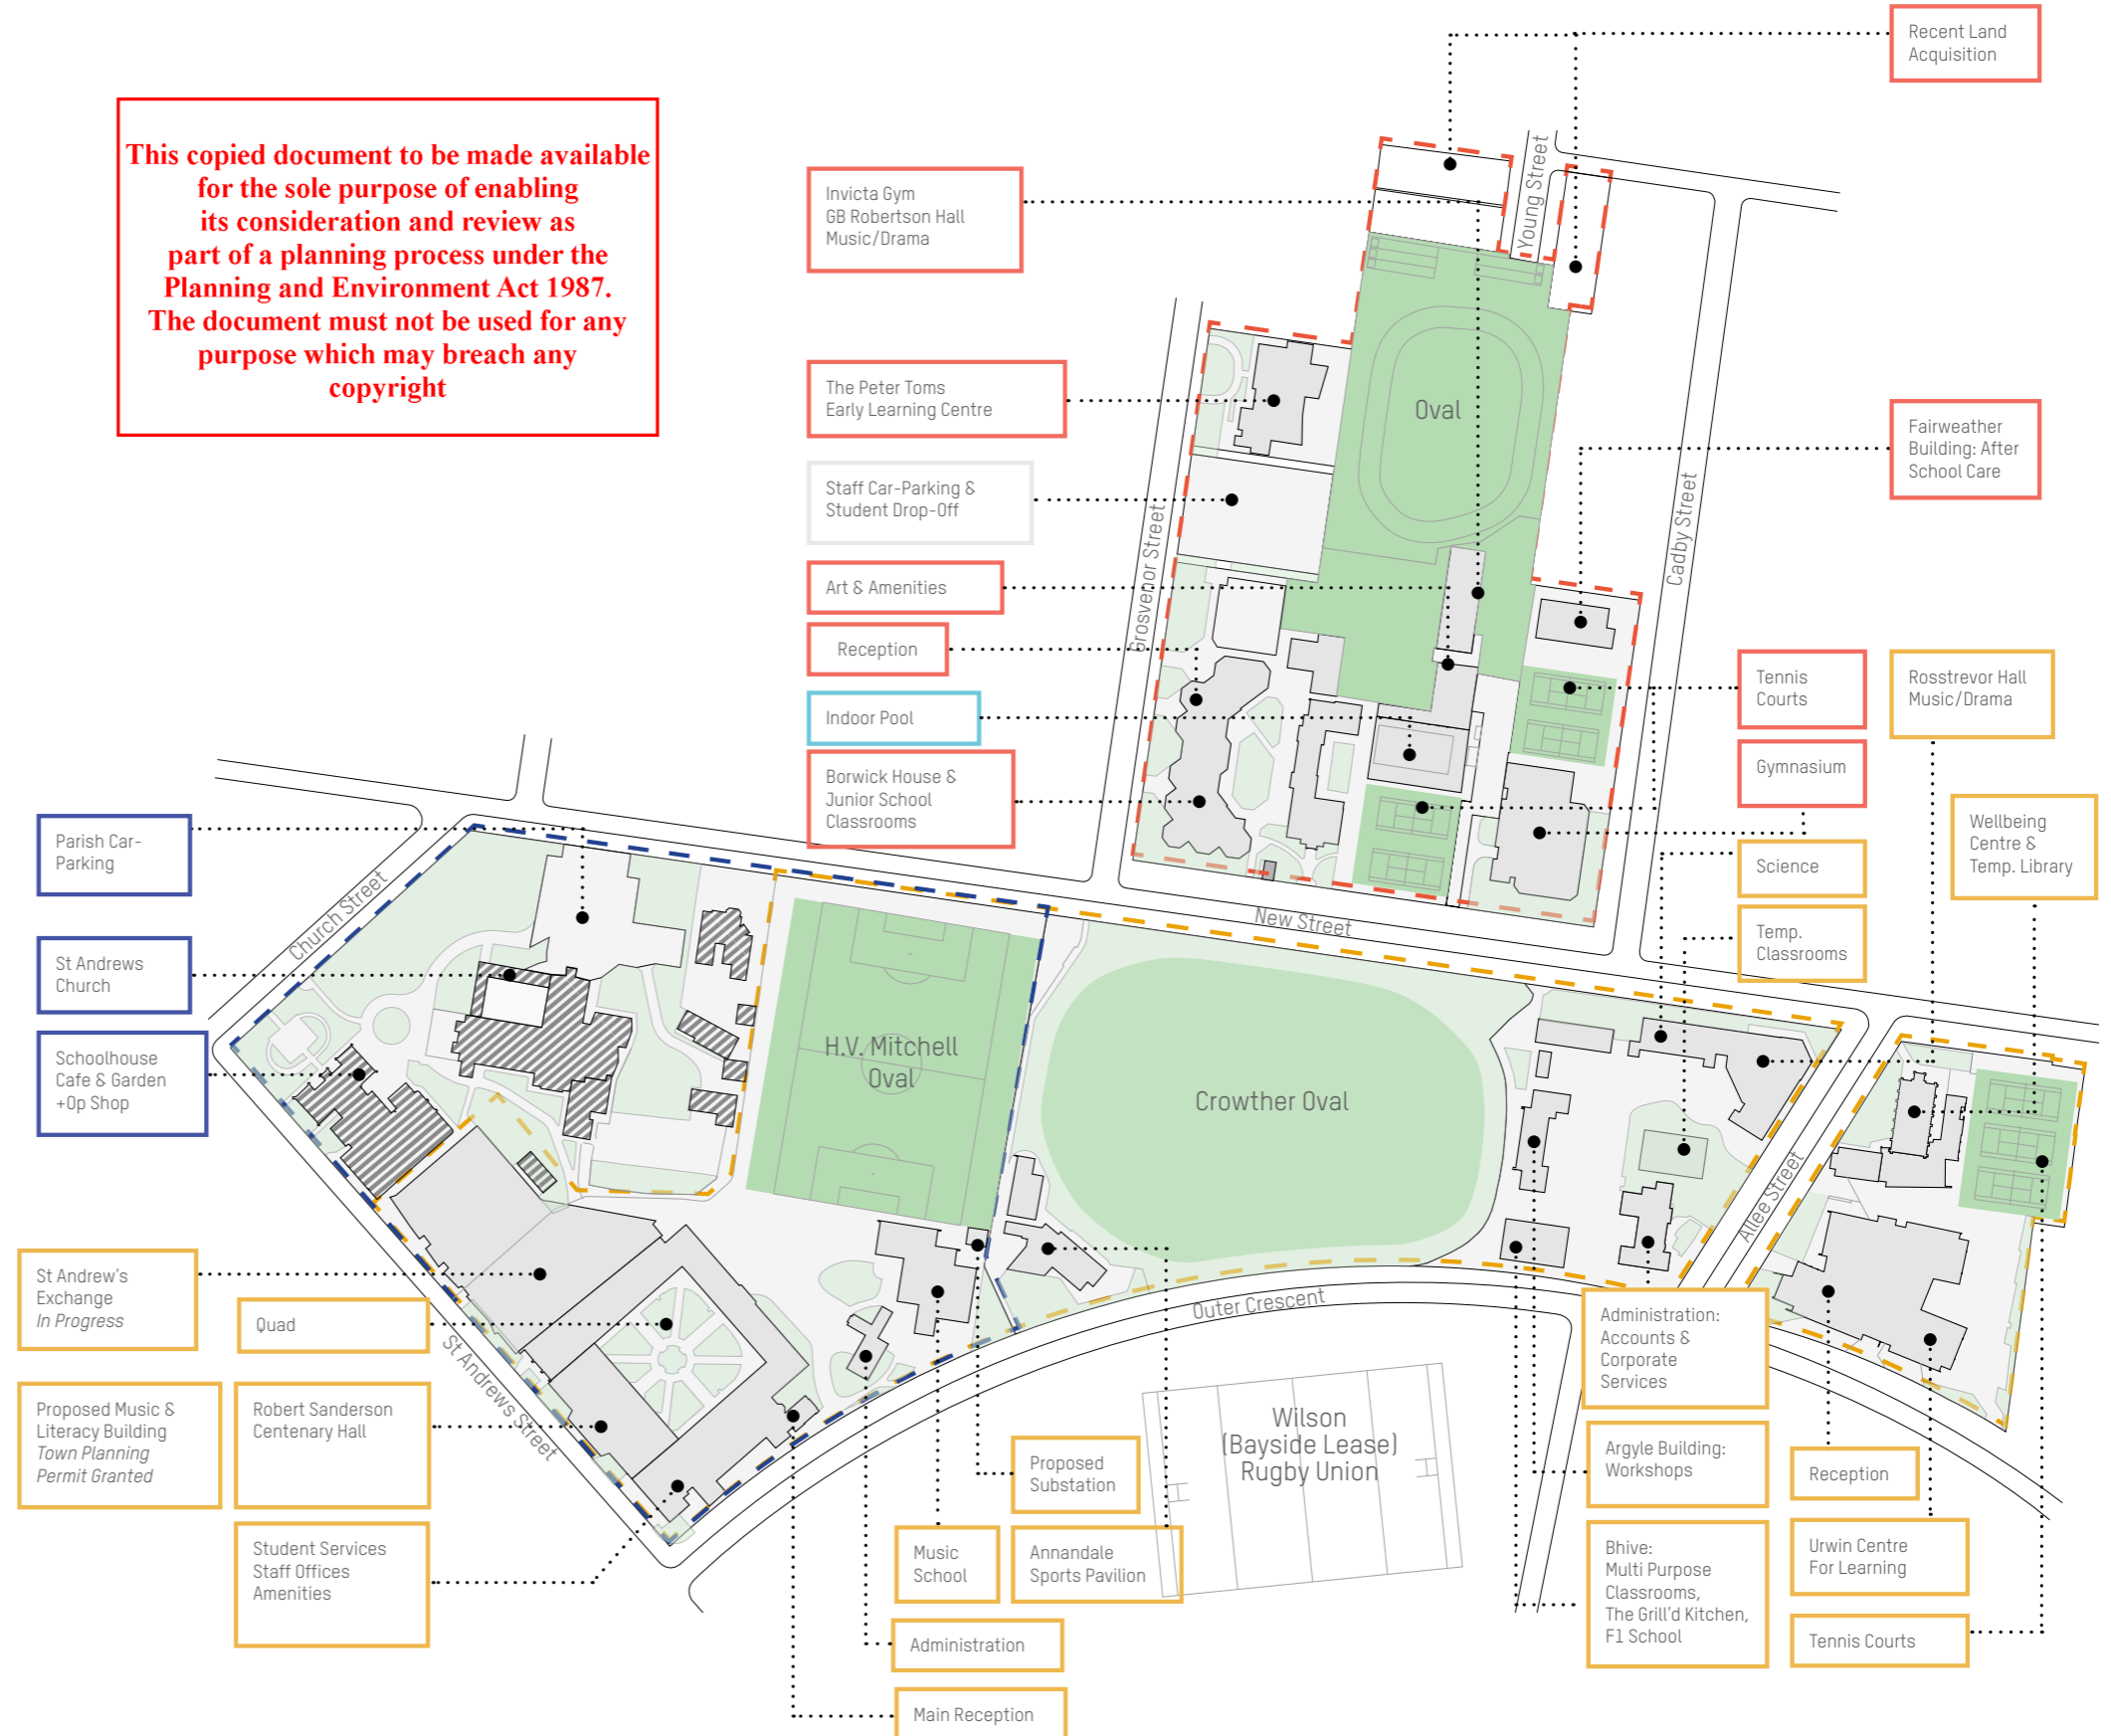 Recent Land
Acquisition
This copied document to be made available
for the sole purpose of enabling
its consideration and review as
part of a planning process under the
Planning and Environment Act 1987.
The document must not be used for any
purpose which may breach any
copyright
Young Street
Invicta Gym
GB Robertson Hall
Music/Drama
The Peter Toms
Early Learning Centre
Oval
Fairweather
Building: After
School Care
Staff Car-Parking &
Student Drop-Off
Grosvenor Street
Cadby Street
Art & Amenities
Reception
Indoor Pool
Borwick House &
Junior School
Classrooms
Tennis
Courts
Rosstrevor Hall
Music/Drama
Gymnasium
Wellbeing
Centre &
Temp. Library
Science
Temp.
Classrooms
Parish Car-
Parking
Church Street
New Street
St Andrews
Church
Schoolhouse
Cafe & Garden
+Op Shop
H.V. Mitchell
Oval
Crowther Oval
Allee Street
St Andrew's
Exchange
In Progress
Quad
St Andrews Street
Outer Crescent
Proposed Music &
Literacy Building
Town Planning
Permit Granted
Robert Sanderson
Centenary Hall
Student Services
Staff Offices
Amenities
Wilson
(Bayside Lease)
Rugby Union
Proposed
Substation
Music
School
Annandale
Sports Pavilion
Administration
Main Reception
Administration:
Accounts &
Corporate
Services
Argyle Building:
Workshops
Bhive:
Multi Purpose
Classrooms,
The Grill'd Kitchen,
F1 School
Reception
Urwin Centre
For Learning
Tennis Courts